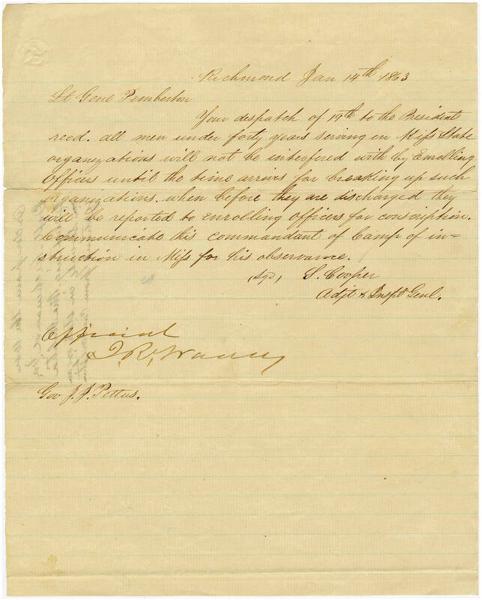 Richmond Jan 14th 1863.
Lt Genl Pemberton
Your despatch of to the President
recd. all men under forty years serving in Miss State
organizations will not be interfered with by Enrolling
Officers until the time arrives for breaking up such
organizations. when before they are discharged they
will be reported to enrolling officers for conscription.
Communicate this commandant of Camp of in-
struction in Miss for his observance.
S. Cooper
Adjt & Inspt Genl.
Official
J. R. Waddy
Gov J. J. Pettus.